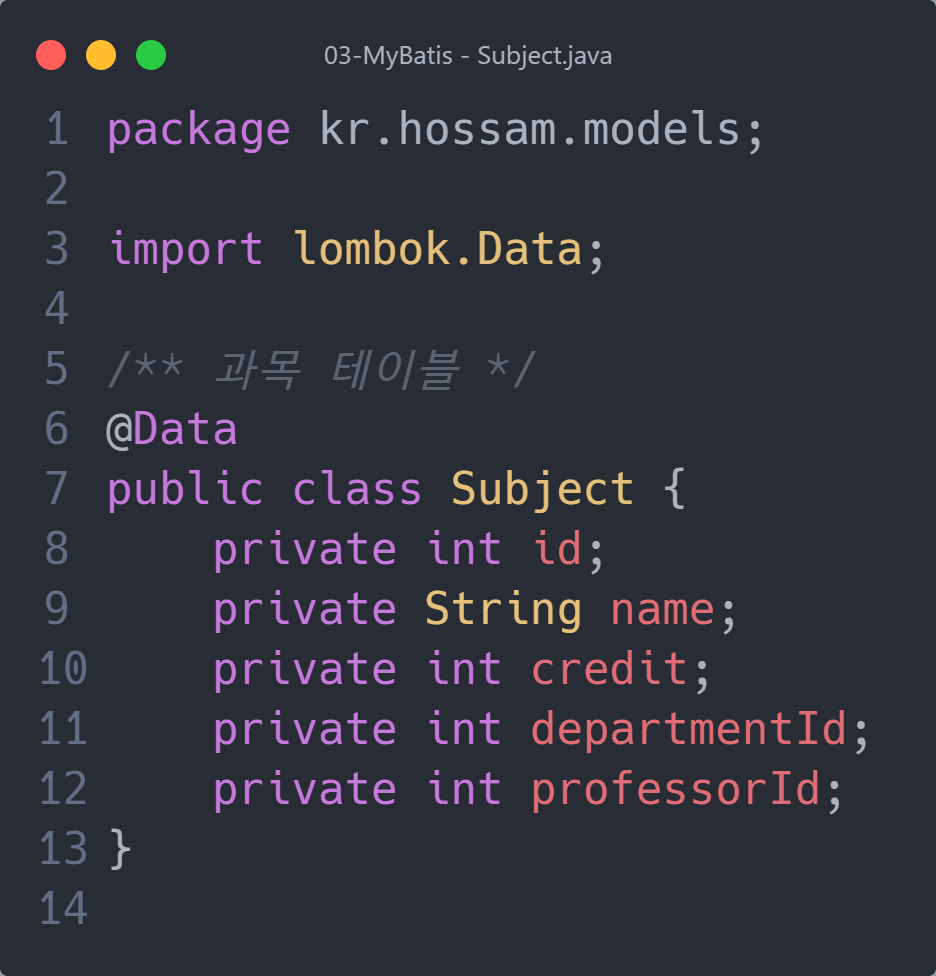 03-MyBatis - Subject.java
1 package kr.hossam.models;
2
3 import lombok.Data;
4
5 /** 과목 테이블 */
6 @Data
7 public class Subject {
8     private int id;
9     private String name;
10     private int credit;
11     private int departmentId;
12     private int professorId;
13 }
14